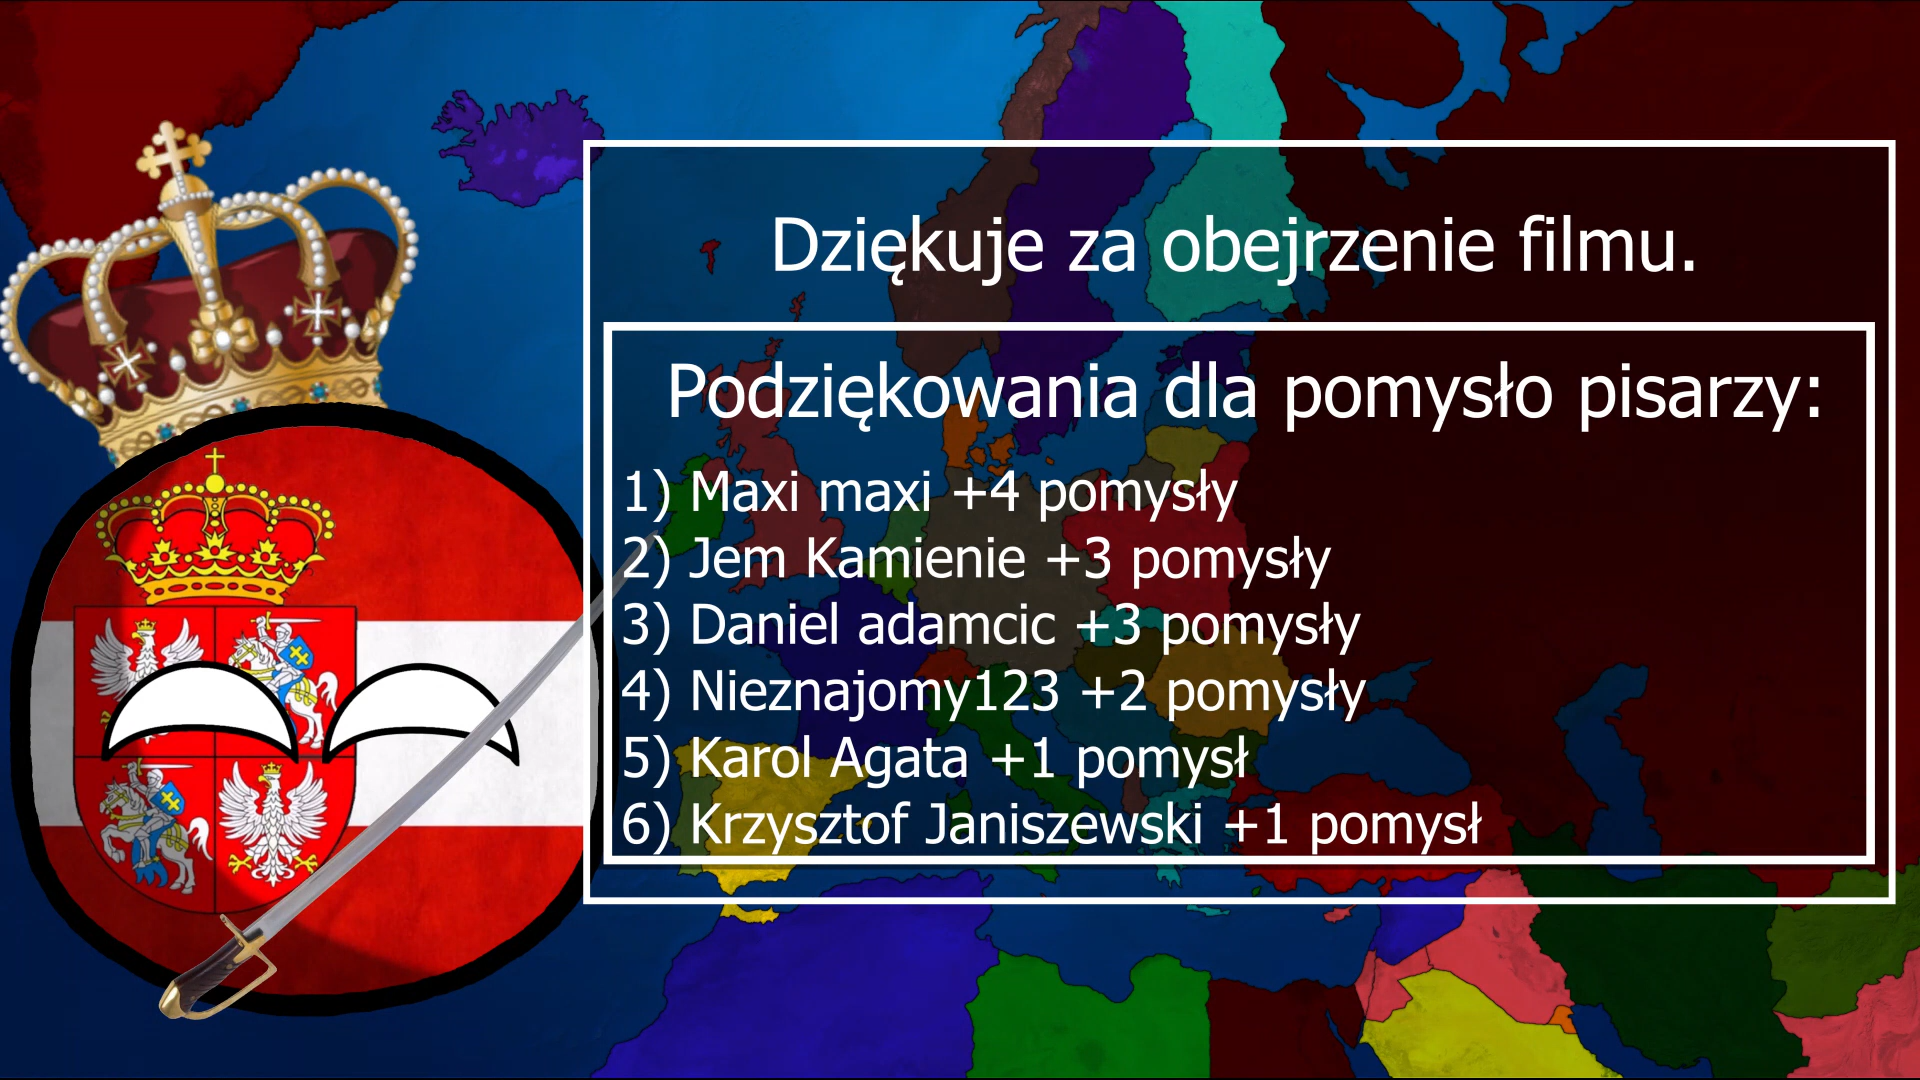 Dziękuje za obejrzenie filmu.
Podziękowania dla pomysło pisarzy:
1) Maxi maxi +4 pomysły
2) Jem Kamienie +3 pomysły
3) Daniel adamcic +3 pomysły
4) Nieznajomy123 +2 pomysły
5) Karol Agata +1 pomysł
6) Krzysztof Janiszewski +1 pomysł